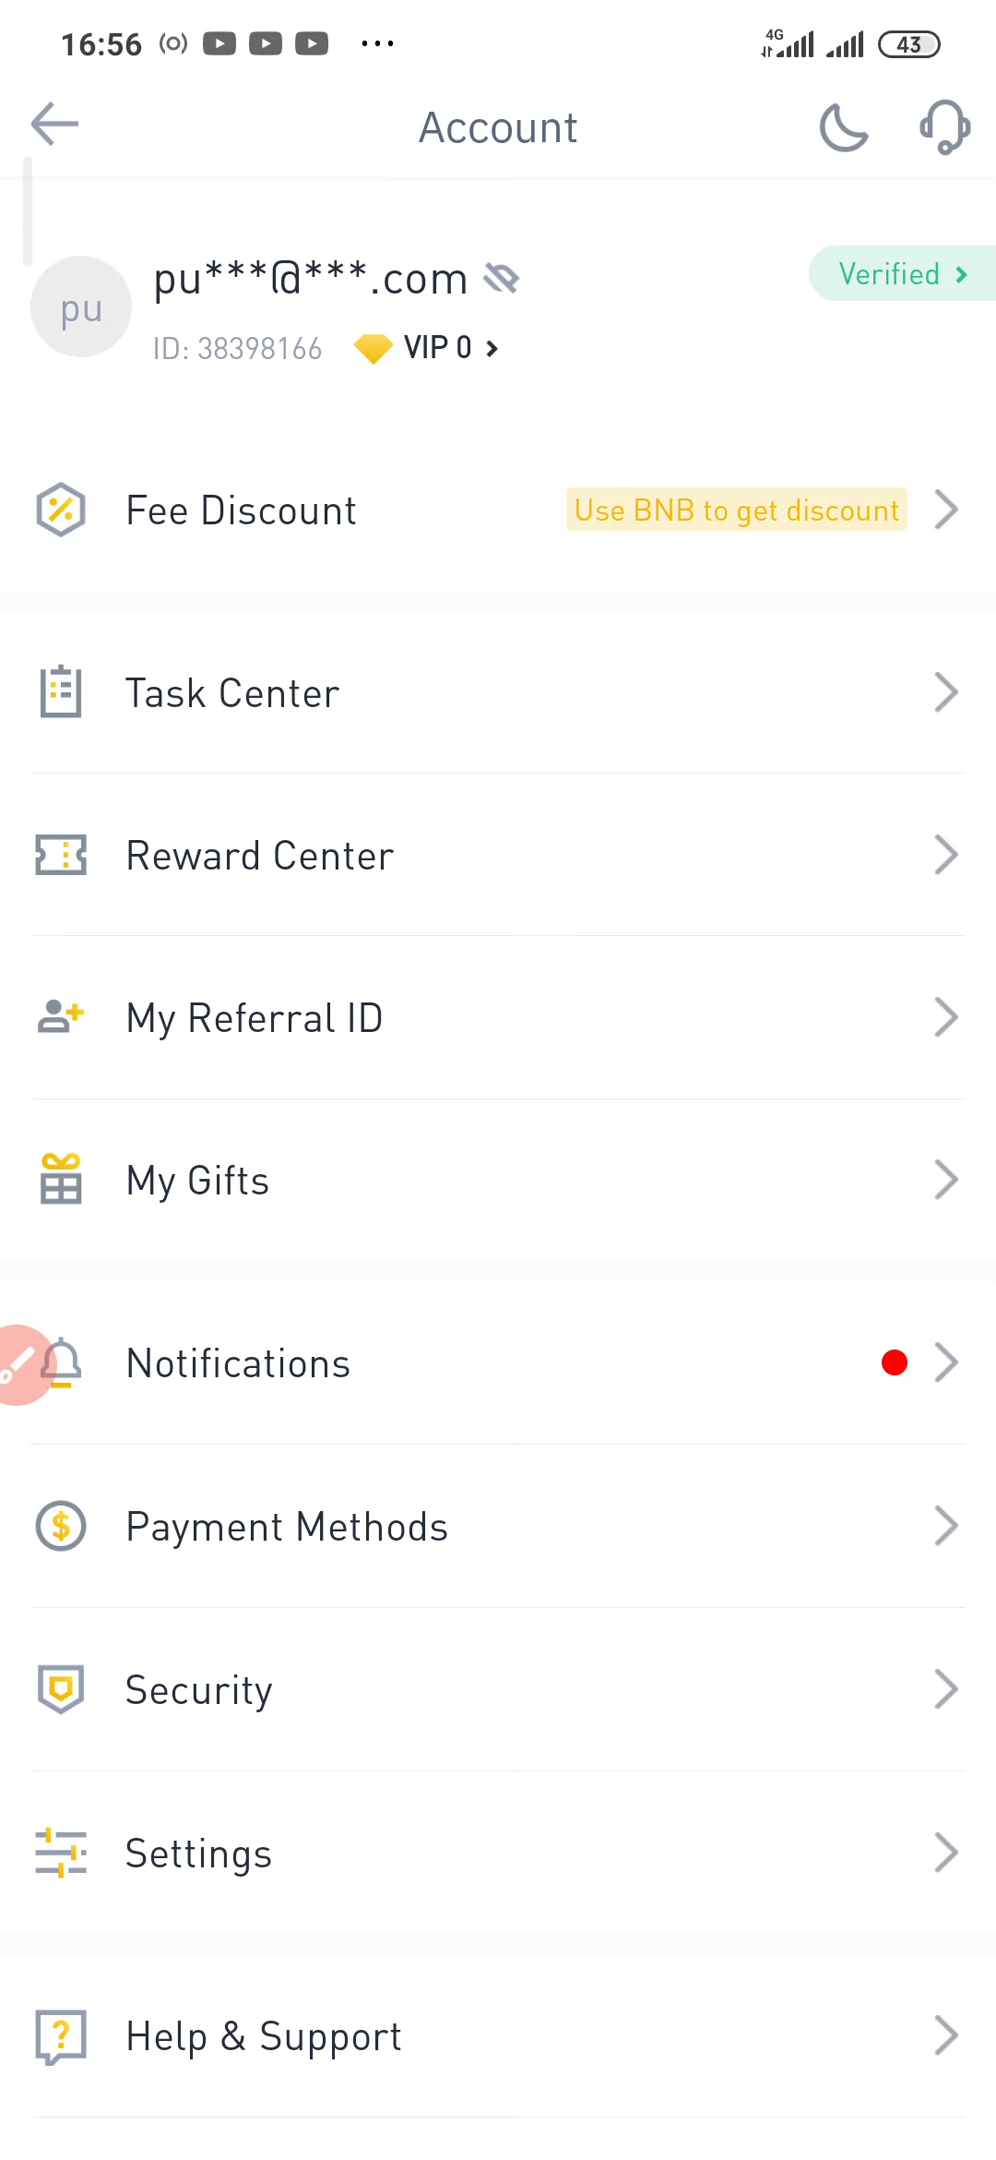 16:56 4G 43
Account
pu***@***.com
Verified
pu
ID: 38398166 VIP 0
Fee Discount Use BNB to get discount
Task Center
Reward Center
My Referral ID
My Gifts
Notifications
Payment Methods
Security
Settings
Help & Support